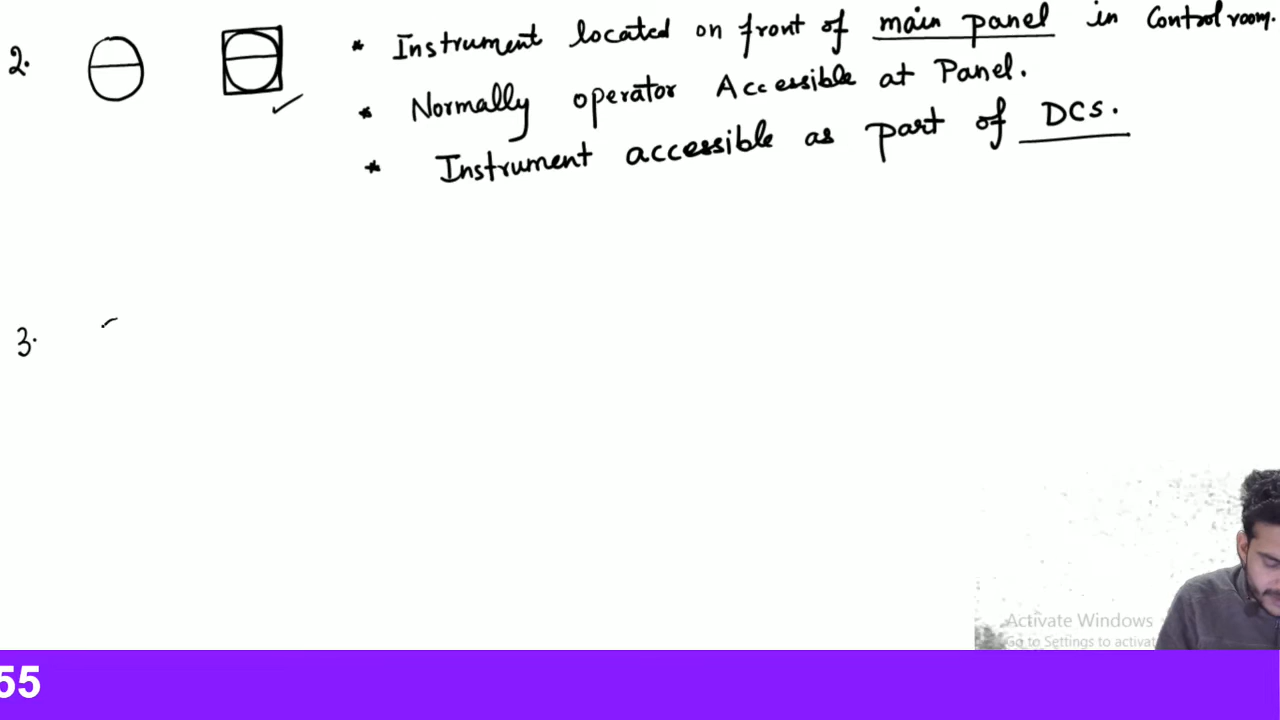 2. * Instrument located on front of main panel in Control room.
* Normally operator Accessible at Panel.
* Instrument accessible as part of DCS.
3.
Activate Windows
Go to Settings to activat
55